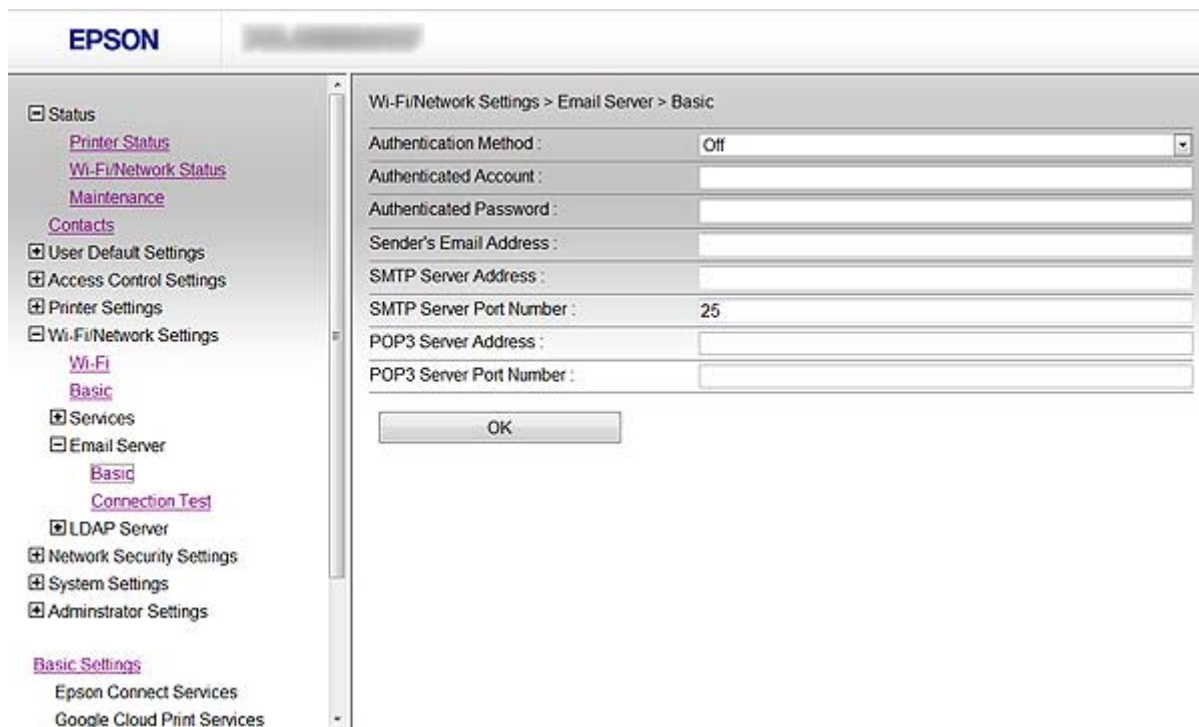 EPSON
Status
Printer Status
Wi-Fi/Network Status
Maintenance
Contacts
User Default Settings
Access Control Settings
Printer Settings
Wi-Fi/Network Settings
Wi-Fi
Basic
Services
Email Server
Basic
Connection Test
LDAP Server
Network Security Settings
System Settings
Adminstrator Settings
Basic Settings
Epson Connect Services
Google Cloud Print Services
Wi-Fi/Network Settings > Email Server > Basic
Authentication Method : Off
Authenticated Account :
Authenticated Password :
Sender's Email Address :
SMTP Server Address :
SMTP Server Port Number : 25
POP3 Server Address :
POP3 Server Port Number :
OK